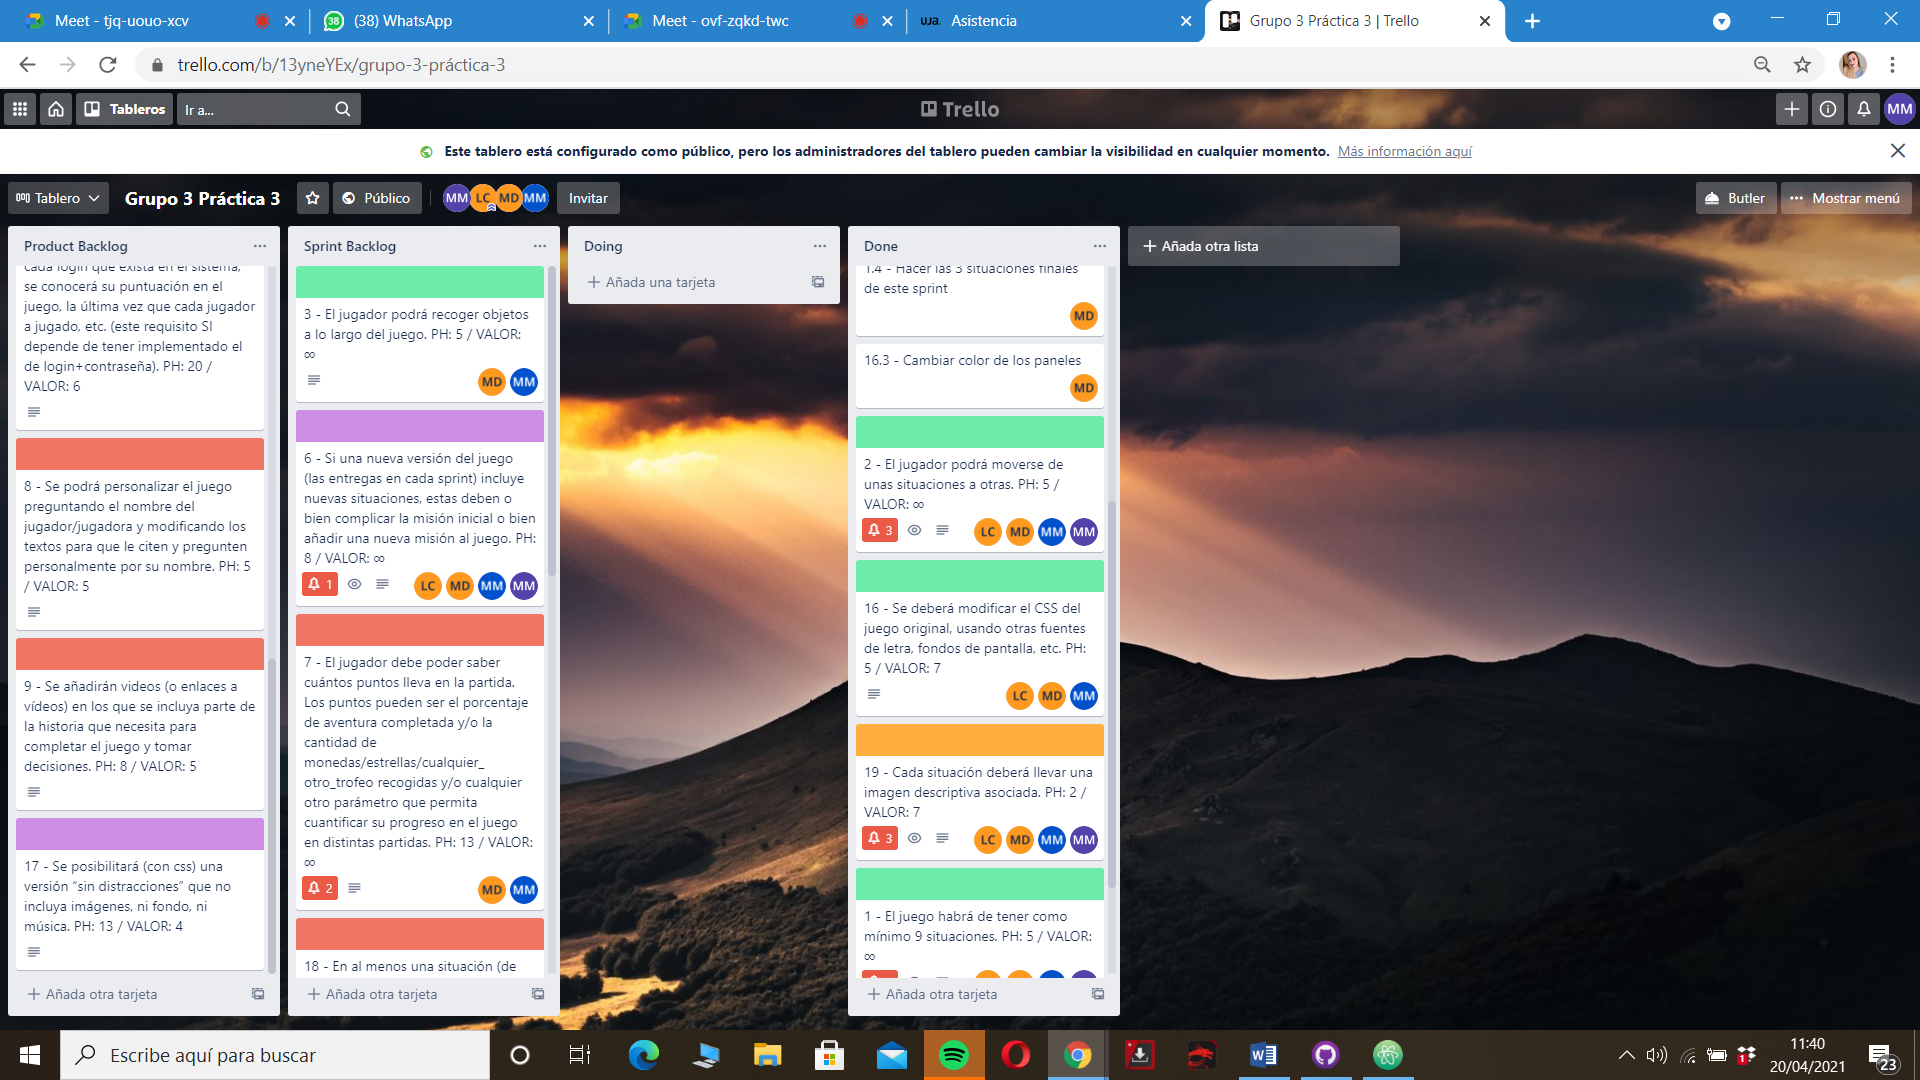 Meet - tjq-uouo-xcv
38
(38) WhatsApp
Meet - ovf-zqkd-twc
uja.
Asistencia
Grupo 3 Práctica 3 | Trello
trello.com/b/13yneYEx/grupo-3-práctica-3
Tableros
Ir a...
Trello
MM
Este tablero está configurado como público, pero los administradores del tablero pueden cambiar la visibilidad en cualquier momento. Más información aquí
Tablero
Grupo 3 Práctica 3
Público
MM LC MD MM
Invitar
Butler
Mostrar menú
Product Backlog
cada login que exista en el sistema,
se conocerá su puntuación en el
juego, la última vez que cada jugador
a jugado, etc. (este requisito SI
depende de tener implementado el
de login+contraseña). PH: 20 /
VALOR: 6
8 - Se podrá personalizar el juego
preguntando el nombre del
jugador/jugadora y modificando los
textos para que le citen y pregunten
personalmente por su nombre. PH: 5
/ VALOR: 5
9 - Se añadirán videos (o enlaces a
vídeos) en los que se incluya parte de
la historia que necesita para
completar el juego y tomar
decisiones. PH: 8 / VALOR: 5
17 - Se posibilitará (con css) una
versión “sin distracciones” que no
incluya imágenes, ni fondo, ni
música. PH: 13 / VALOR: 4
Añada otra tarjeta
Sprint Backlog
3 - El jugador podrá recoger objetos
a lo largo del juego. PH: 5 / VALOR:
∞
MD MM
6 - Si una nueva versión del juego
(las entregas en cada sprint) incluye
nuevas situaciones, estas deben o
bien complicar la misión inicial o bien
añadir una nueva misión al juego. PH:
8 / VALOR: ∞
1
LC MD MM MM
7 - El jugador debe poder saber
cuántos puntos lleva en la partida.
Los puntos pueden ser el porcentaje
de aventura completada y/o la
cantidad de
monedas/estrellas/cualquier_
otro_trofeo recogidas y/o cualquier
otro parámetro que permita
cuantificar su progreso en el juego
en distintas partidas. PH: 13 / VALOR:
∞
2
MD MM
18 - En al menos una situación (de
Añada otra tarjeta
Doing
Añada una tarjeta
Done
1.4 - Hacer las 3 situaciones finales
de este sprint
MD
16.3 - Cambiar color de los paneles
MD
2 - El jugador podrá moverse de
unas situaciones a otras. PH: 5 /
VALOR: ∞
3
LC MD MM MM
16 - Se deberá modificar el CSS del
juego original, usando otras fuentes
de letra, fondos de pantalla, etc. PH:
5 / VALOR: 7
LC MD MM
19 - Cada situación deberá llevar una
imagen descriptiva asociada. PH: 2 /
VALOR: 7
3
LC MD MM MM
1 - El juego habrá de tener como
mínimo 9 situaciones. PH: 5 / VALOR:
∞
Añada otra tarjeta
Añada otra lista
Escribe aquí para buscar
1
11:40
20/04/2021
23